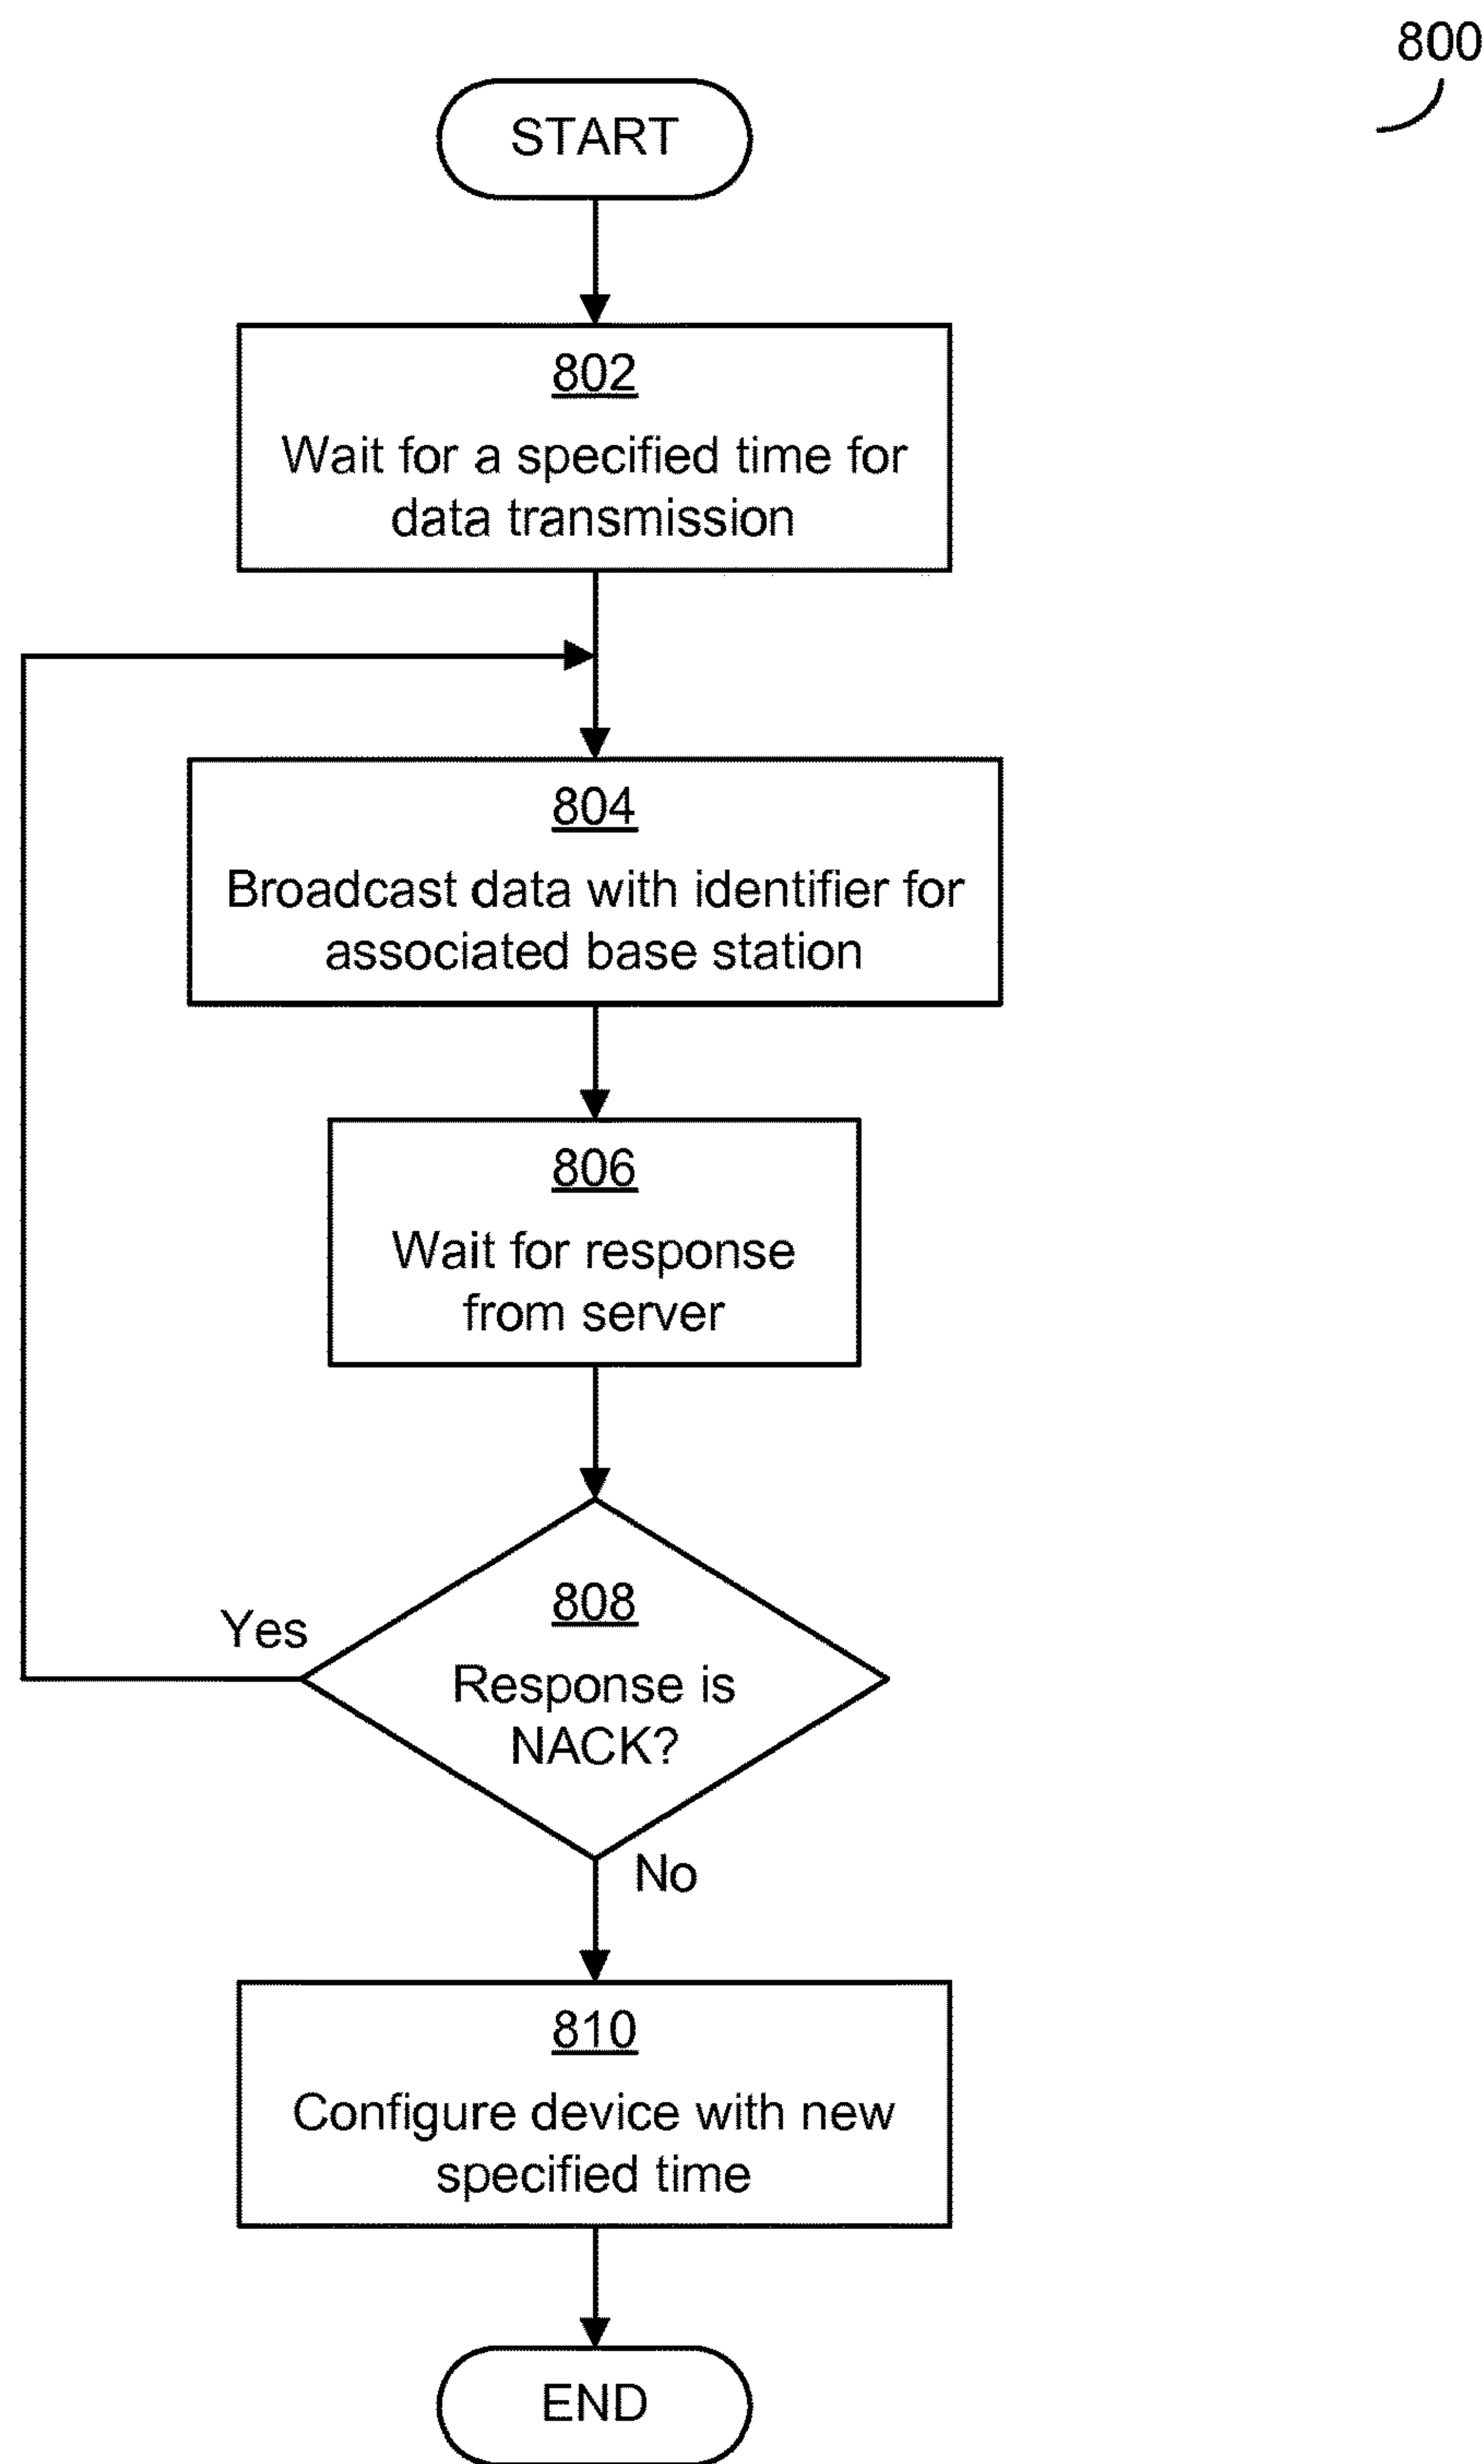 800
START
802
Wait for a specified time for
data transmission
804
Broadcast data with identifier for
associated base station
806
Wait for response
from server
808
Yes
Response is
NACK?
No
810
Configure device with new
specified time
END